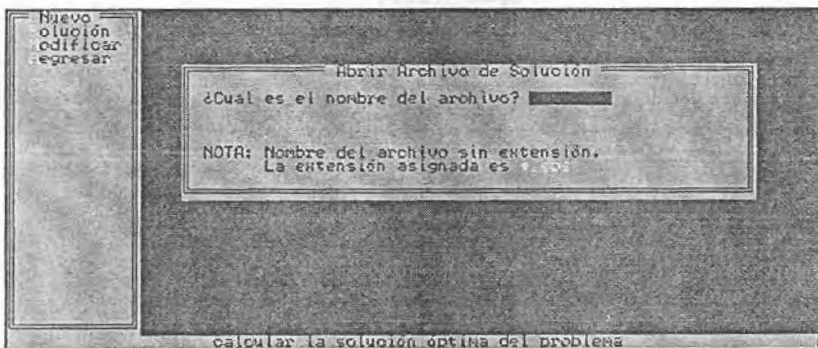 Nuevo
olución
odificar
egresar
Abrir Archivo de Solución
¿Cuál es el nombre del archivo?
NOTA: Nombre del archivo sin extensión.
La extensión asignada es
calcular la solución óptima del problema